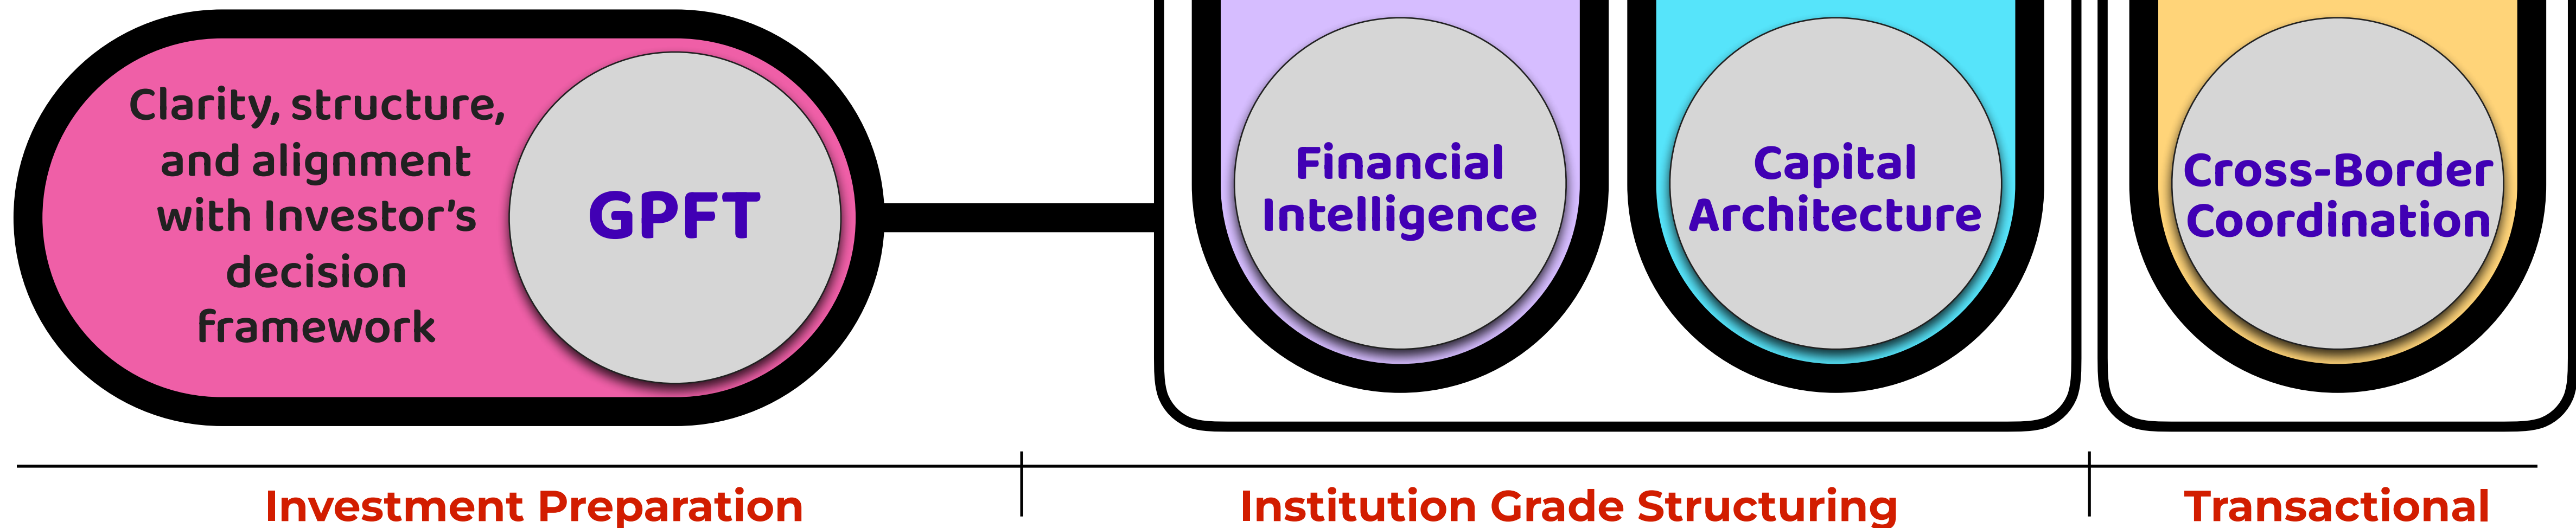 Clarity, structure,
and alignment
with Investor's
decision
framework
GPFT
Financial
Intelligence
Capital
Architecture
Cross-Border
Coordination
Investment Preparation
Institution Grade Structuring
Transactional